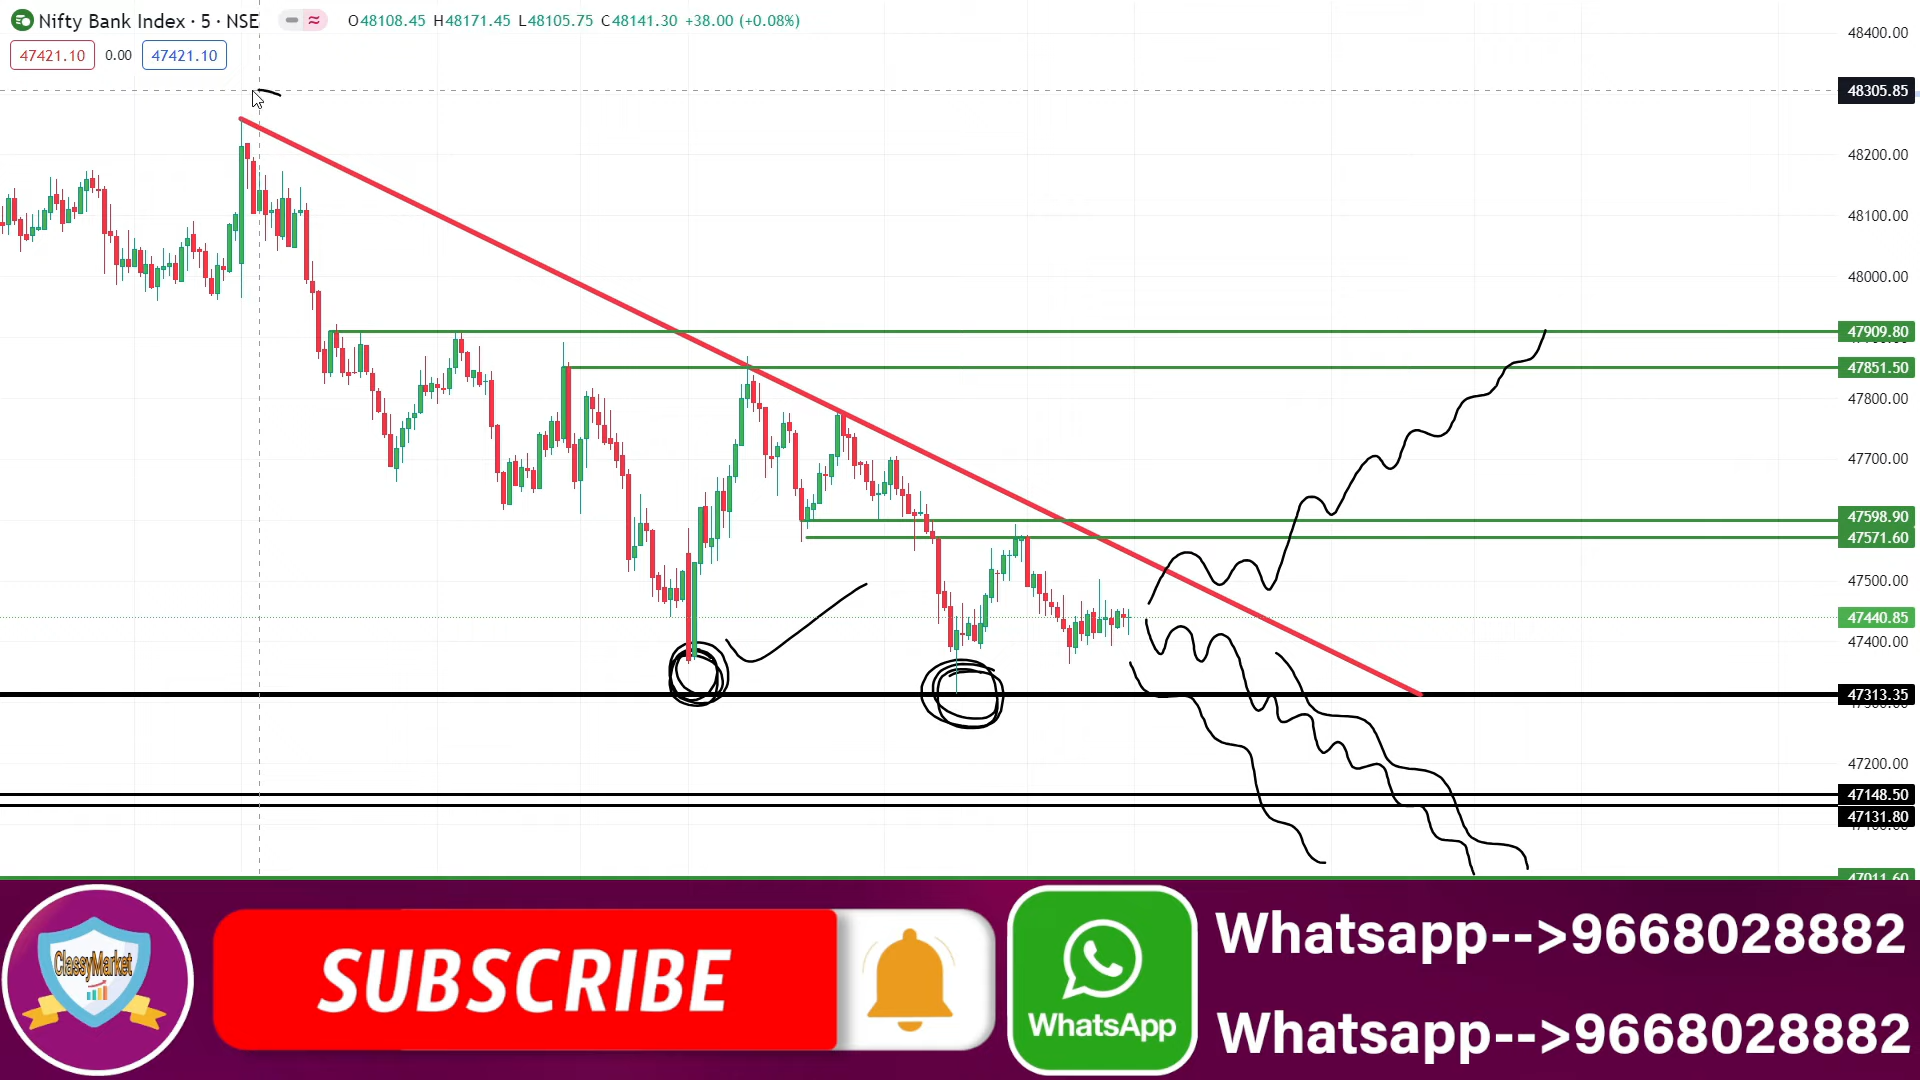 Nifty Bank Index · 5 · NSE
O48108.45 H48171.45 L48105.75 C48141.30 +38.00 (+0.08%)
47421.10 0.00 47421.10
48400.00
48305.85
48200.00
48100.00
48000.00
47909.80
47851.50
47800.00
47700.00
47598.90
47571.60
47500.00
47440.85
47400.00
47313.35
47200.00
47148.50
47131.80
47011.60
ClassyMarket
SUBSCRIBE
WhatsApp
Whatsapp-->9668028882
Whatsapp-->9668028882